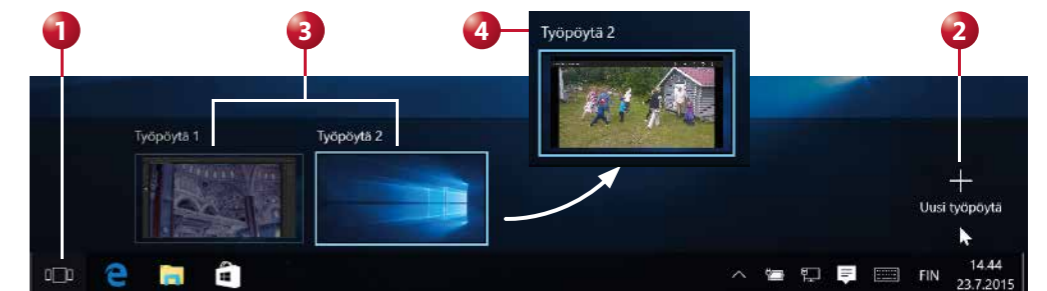 1
3
4
2
Työpöytä 2
Työpöytä 1
Työpöytä 2
Uusi työpöytä
FIN
14.44
23.7.2015